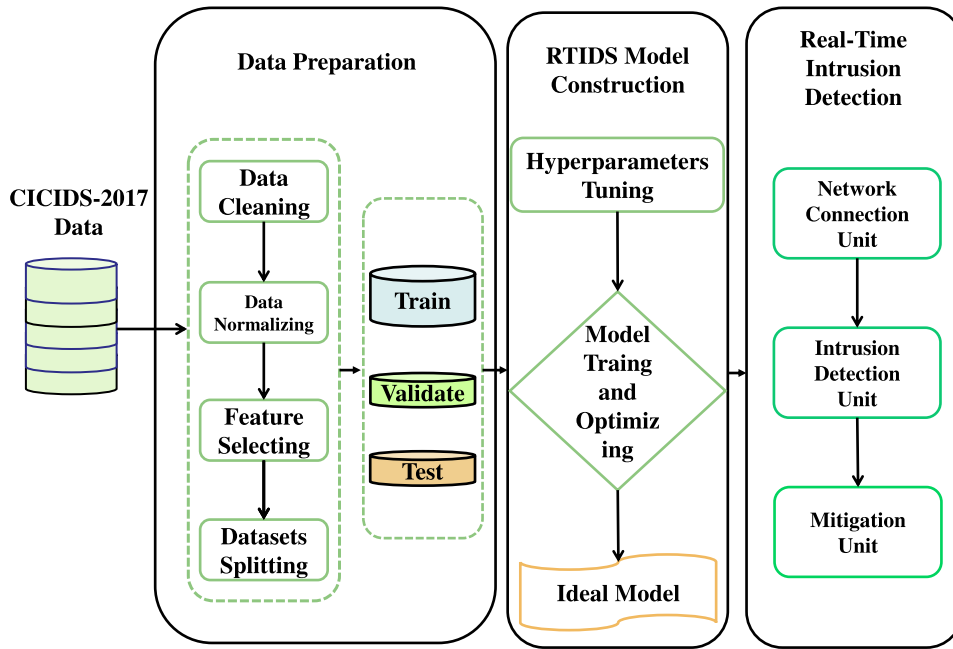 CICIDS-2017
Data
Data Preparation
Data
Cleaning
Data
Normalizing
Feature
Selecting
Datasets
Splitting
Train
Validate
Test
RTIDS Model
Construction
Hyperparameters
Tuning
Model
Traing
and
Optimiz
ing
Ideal Model
Real-Time
Intrusion
Detection
Network
Connection
Unit
Intrusion
Detection
Unit
Mitigation
Unit